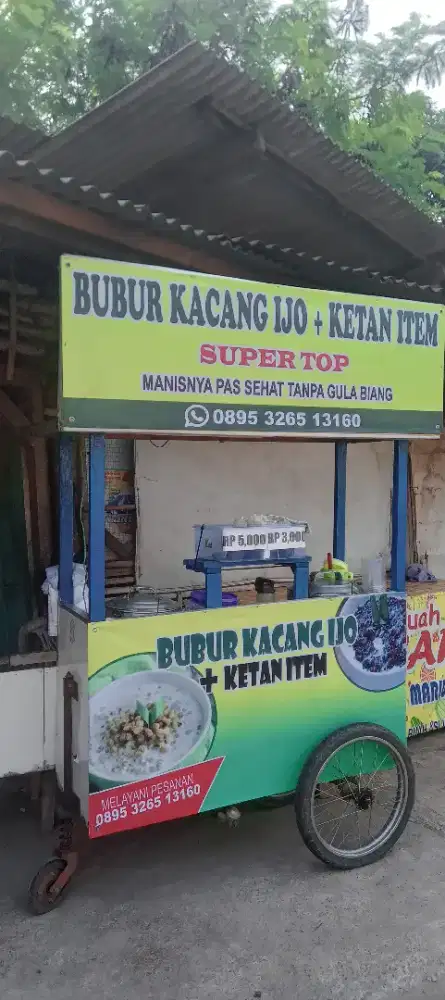 BUBUR KACANG IJO + KETAN ITEM
SUPER TOP
MANISNYA PAS SEHAT TANPA GULA BIANG
0895 3265 13160
RP 5,000 RP 3,000
BUBUR KACANG IJO
+ KETAN ITEM
MELAYANI PESANAN
0895 3265 13160
uah